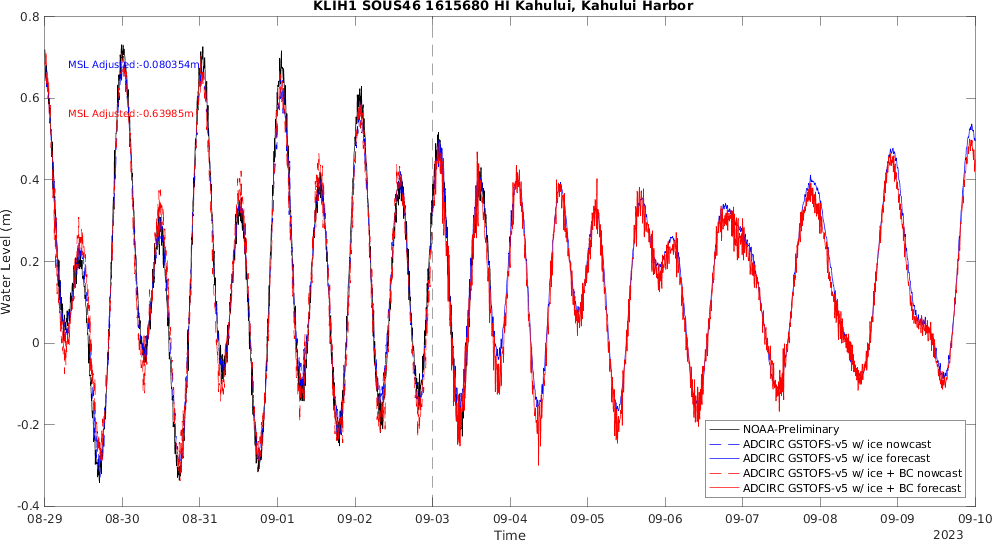 KLIH1 SOUS46 1615680 HI Kahului, Kahului Harbor
0.8
MSL Adjusted:-0.080354m
0.6
MSL Adjusted:-0.63985m
0.4
Water Level (m)
0.2
0
-0.2
-0.4
NOAA-Preliminary
ADCIRC GSTOFS-v5 w/ ice nowcast
ADCIRC GSTOFS-v5 w/ ice forecast
ADCIRC GSTOFS-v5 w/ ice + BC nowcast
ADCIRC GSTOFS-v5 w/ ice + BC forecast
08-29 08-30 08-31 09-01 09-02 09-03 09-04 09-05 09-06 09-07 09-08 09-09 09-10
Time
2023